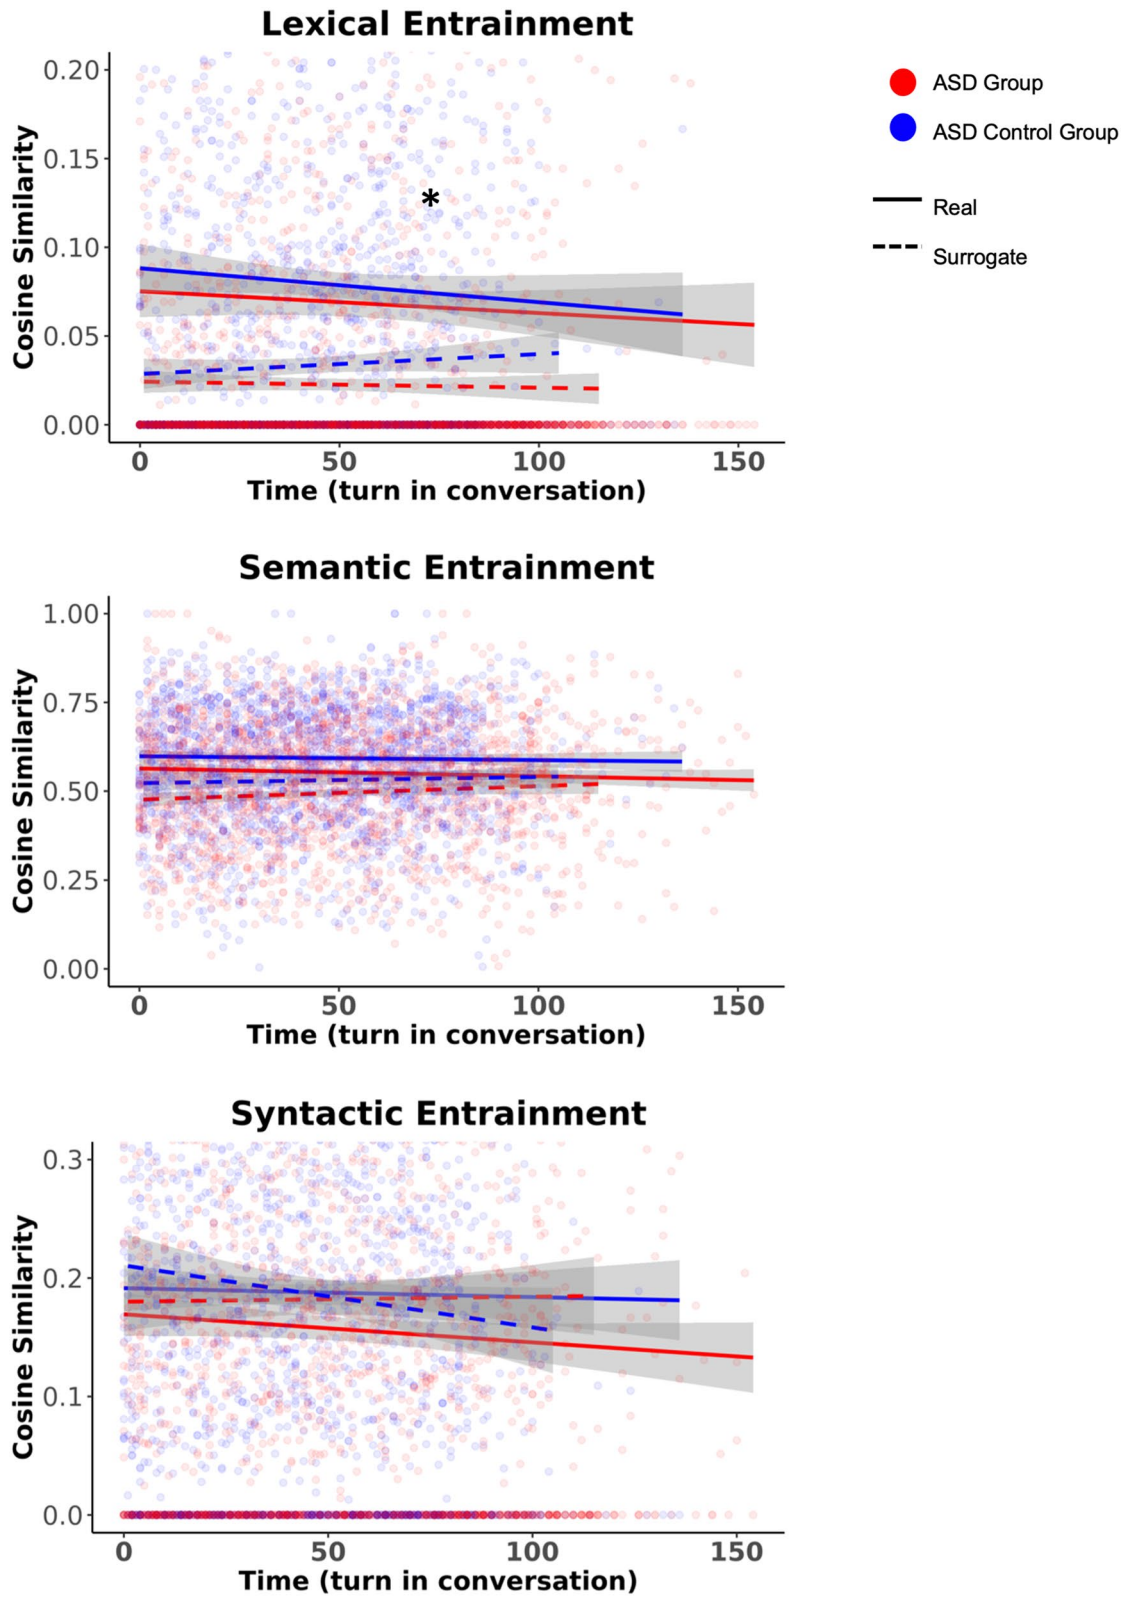 Lexical Entrainment
Cosine Similarity
0.20
0.15
0.10
0.05
0.00
*
0 50 100 150
Time (turn in conversation)
ASD Group
ASD Control Group
Real
Surrogate
Semantic Entrainment
Cosine Similarity
1.00
0.75
0.50
0.25
0.00
0 50 100 150
Time (turn in conversation)
Syntactic Entrainment
Cosine Similarity
0.3
0.2
0.1
0.0
0 50 100 150
Time (turn in conversation)